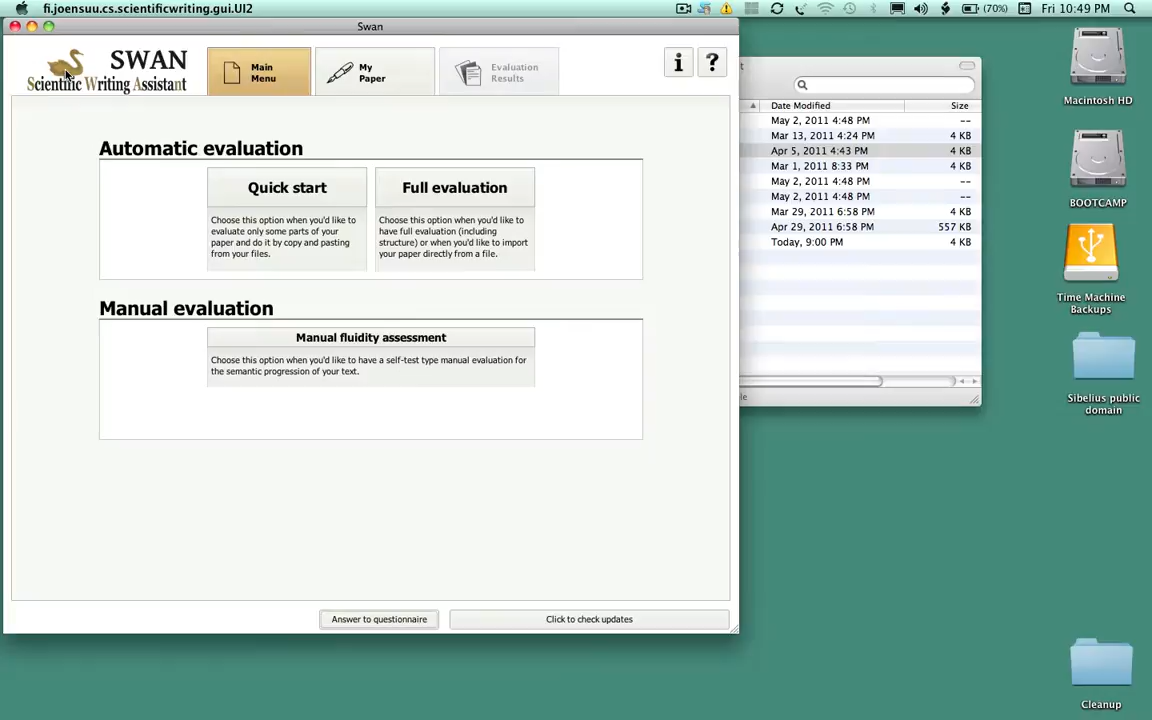 fi.joensuu.cs.scientificwriting.gui.UI2
(70%)
Fri 10:49 PM
Swan
SWAN
Scientific Writing Assistant
Main
Menu
My
Paper
Evaluation
Results
i
?
Automatic evaluation
Quick start
Choose this option when you'd like to
evaluate only some parts of your
paper and do it by copy and pasting
from your files.
Full evaluation
Choose this option when you'd like to
have full evaluation (including
structure) or when you'd like to import
your paper directly from a file.
Manual evaluation
Manual fluidity assessment
Choose this option when you'd like to have a self-test type manual evaluation for
the semantic progression of your text.
Answer to questionnaire
Click to check updates
Date Modified Size
May 2, 2011 4:48 PM --
Mar 13, 2011 4:24 PM 4 KB
Apr 5, 2011 4:43 PM 4 KB
Mar 1, 2011 8:33 PM 4 KB
May 2, 2011 4:48 PM --
May 2, 2011 4:48 PM --
Mar 29, 2011 6:58 PM 4 KB
Apr 29, 2011 6:58 PM 557 KB
Today, 9:00 PM 4 KB
Macintosh HD
BOOTCAMP
Time Machine
Backups
Sibelius public
domain
Cleanup